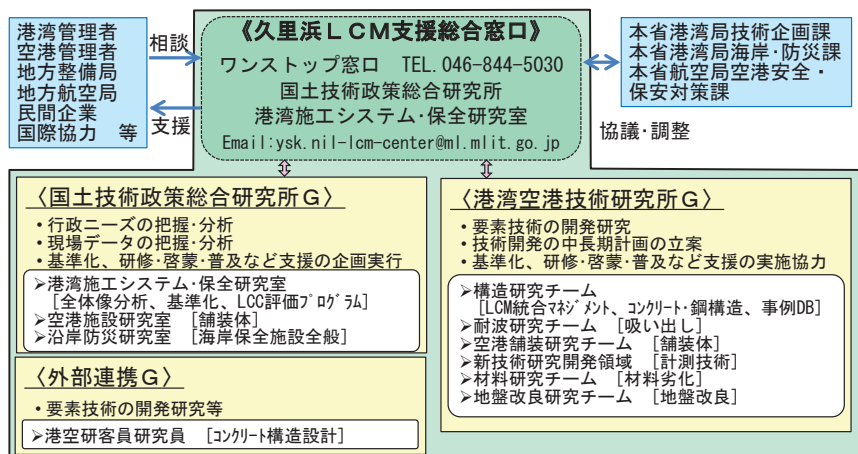 港湾管理者
空港管理者
地方整備局
地方航空局
民間企業
国際協力　等
相談
支援
《久里浜ＬＣＭ支援総合窓口》
ワンストップ窓口　TEL.046-844-5030
国土技術政策総合研究所
港湾施工システム･保全研究室
Email:ysk.nil-lcm-center@ml.mlit.go.jp
本省港湾局技術企画課
本省港湾局海岸･防災課
本省航空局空港安全・
保安対策課
協議･調整
〈国土技術政策総合研究所Ｇ〉
・行政ニーズの把握･分析
・現場データの把握･分析
・基準化、研修･啓蒙･普及など支援の企画実行
➢港湾施工システム･保全研究室
[全体像分析、基準化、LCC評価ﾌﾟﾛｸﾞﾗﾑ]
➢空港施設研究室　[舗装体]
➢沿岸防災研究室　[海岸保全施設全般]
〈外部連携Ｇ〉
・要素技術の開発研究等
➢港空研客員研究員　[ｺﾝｸﾘｰﾄ構造設計]
〈港湾空港技術研究所Ｇ〉
・要素技術の開発研究
・技術開発の中長期計画の立案
・基準化、研修･啓蒙･普及など支援の実施協力
➢構造研究チーム
[LCM統合ﾏﾈｼﾞﾒﾝﾄ、ｺﾝｸﾘｰﾄ･鋼構造、事例DB]
➢耐波研究チーム　[吸い出し]
➢空港舗装研究チーム　[舗装体]
➢新技術研究開発領域　[計測技術]
➢材料研究チーム　[材料劣化]
➢地盤改良研究チーム　[地盤改良]